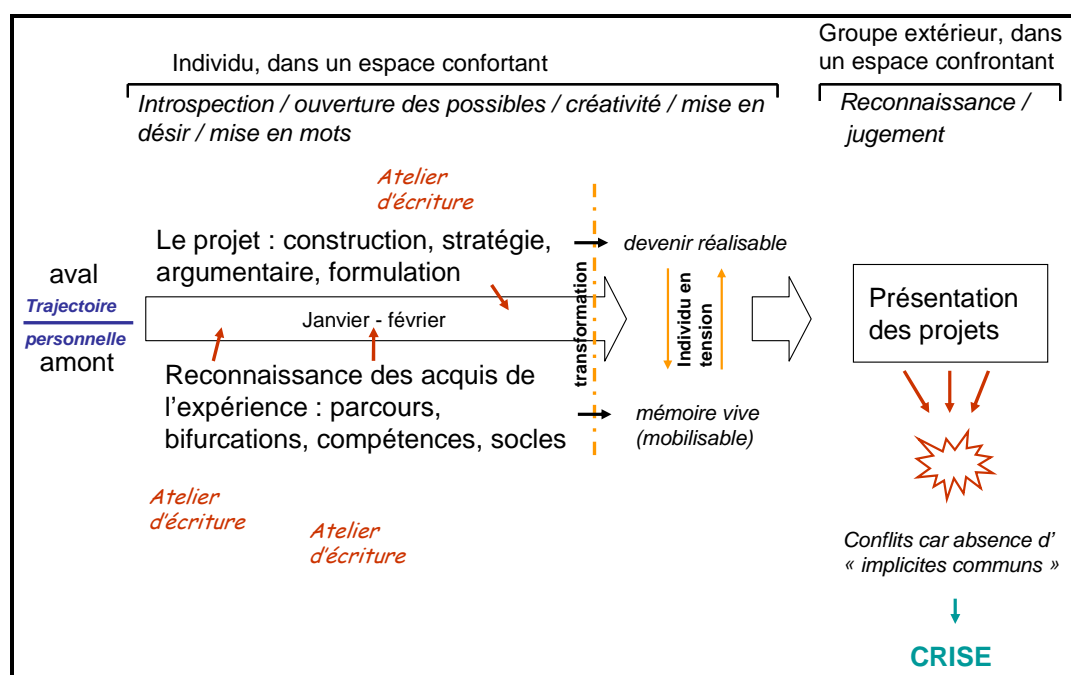 Individu, dans un espace confortant
Groupe extérieur, dans
un espace confrontant
Introspection / ouverture des possibles / créativité / mise en
désir / mise en mots
Reconnaissance /
jugement
Atelier
d'écriture
Le projet : construction, stratégie,
argumentaire, formulation
devenir réalisable
aval
Trajectoire
personnelle
amont
Janvier - février
transformation
Individu en
tension
Présentation
des projets
Reconnaissance des acquis de
l'expérience : parcours,
bifurcations, compétences, socles
mémoire vive
(mobilisable)
Atelier
d'écriture
Atelier
d'écriture
Conflits car absence d'
« implicites communs »
CRISE